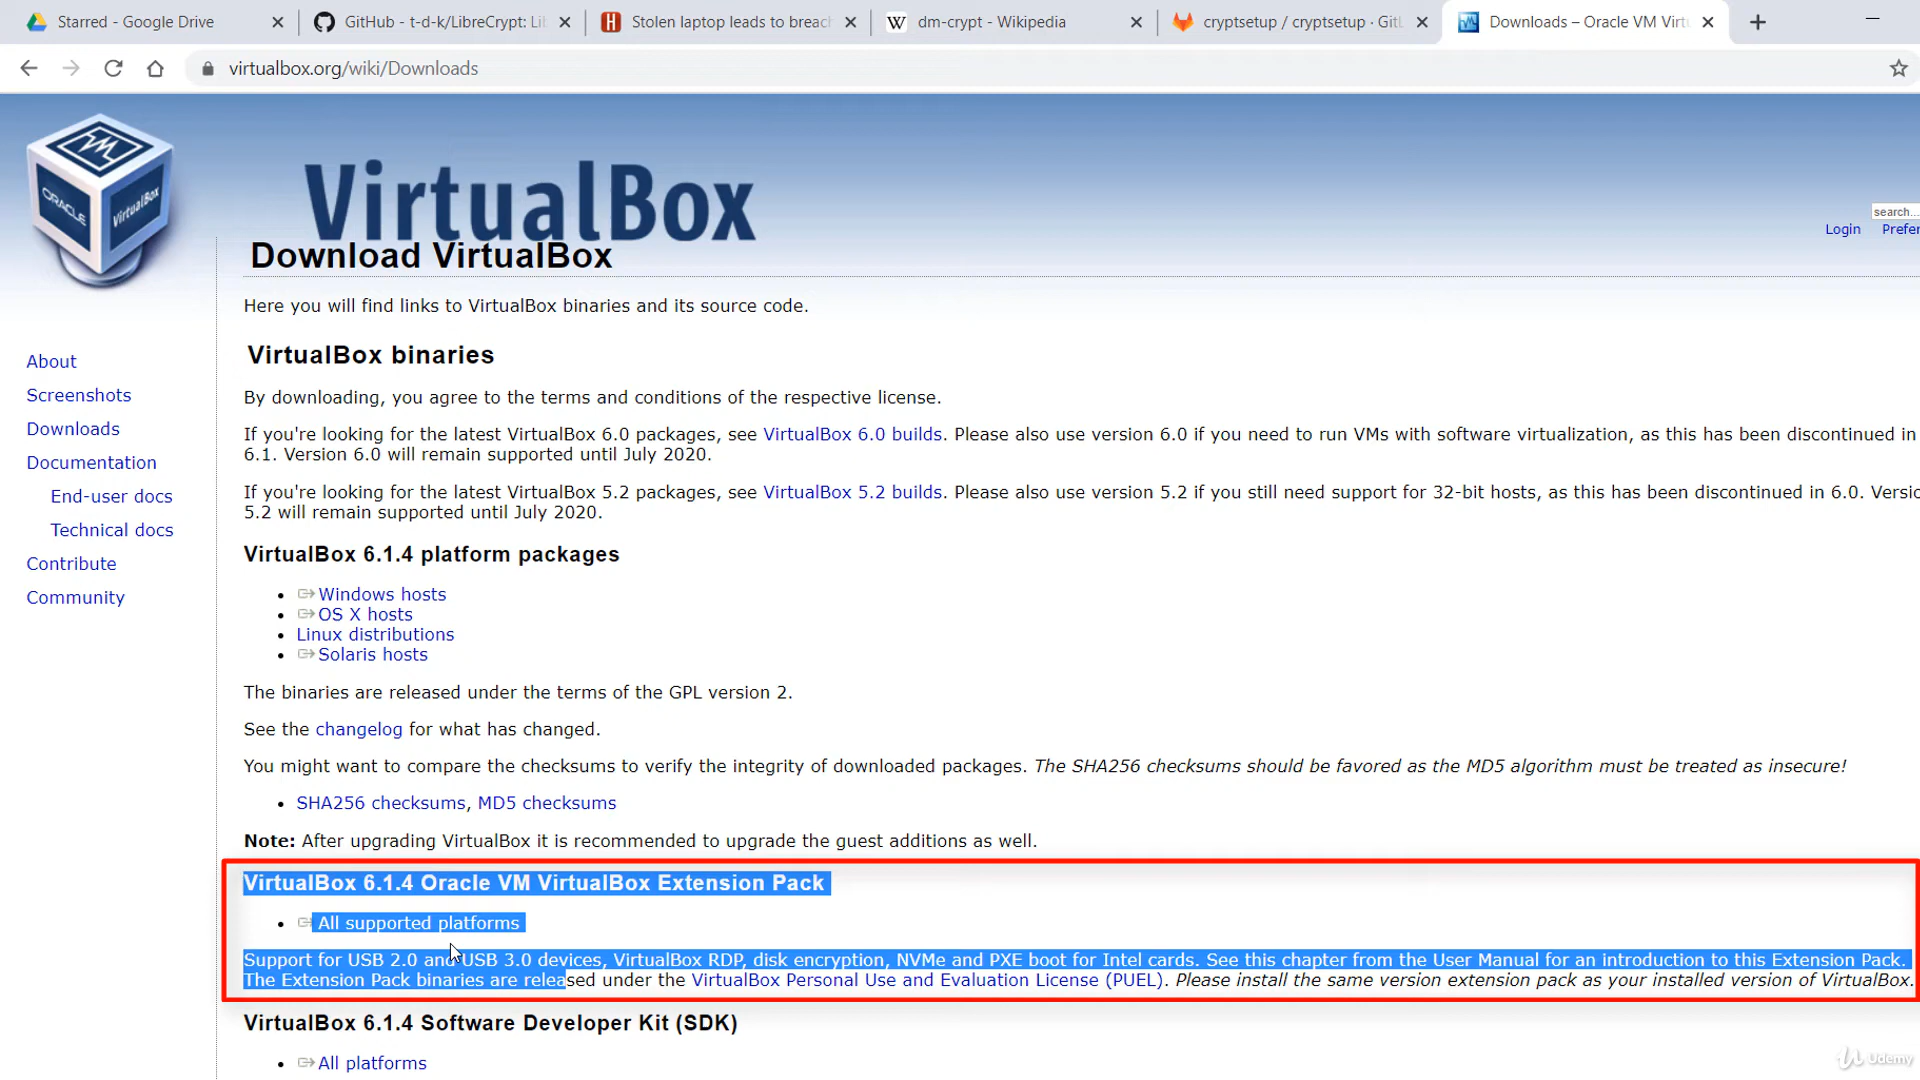 Starred - Google Drive
GitHub - t-d-k/LibreCrypt: Lib
Stolen laptop leads to breach
dm-crypt - Wikipedia
cryptsetup / cryptsetup · GitL
Downloads – Oracle VM Virtu
virtualbox.org/wiki/Downloads
ORACLE
VirtualBox
VirtualBox
search...
Login Prefer
Download VirtualBox
Here you will find links to VirtualBox binaries and its source code.
About
Screenshots
Downloads
Documentation
End-user docs
Technical docs
Contribute
Community
VirtualBox binaries
By downloading, you agree to the terms and conditions of the respective license.
If you're looking for the latest VirtualBox 6.0 packages, see VirtualBox 6.0 builds. Please also use version 6.0 if you need to run VMs with software virtualization, as this has been discontinued in
6.1. Version 6.0 will remain supported until July 2020.
If you're looking for the latest VirtualBox 5.2 packages, see VirtualBox 5.2 builds. Please also use version 5.2 if you still need support for 32-bit hosts, as this has been discontinued in 6.0. Versio
5.2 will remain supported until July 2020.
VirtualBox 6.1.4 platform packages
• Windows hosts
• OS X hosts
• Linux distributions
• Solaris hosts
The binaries are released under the terms of the GPL version 2.
See the changelog for what has changed.
You might want to compare the checksums to verify the integrity of downloaded packages. The SHA256 checksums should be favored as the MD5 algorithm must be treated as insecure!
• SHA256 checksums, MD5 checksums
Note: After upgrading VirtualBox it is recommended to upgrade the guest additions as well.
VirtualBox 6.1.4 Oracle VM VirtualBox Extension Pack
• All supported platforms
Support for USB 2.0 and USB 3.0 devices, VirtualBox RDP, disk encryption, NVMe and PXE boot for Intel cards. See this chapter from the User Manual for an introduction to this Extension Pack.
The Extension Pack binaries are released under the VirtualBox Personal Use and Evaluation License (PUEL). Please install the same version extension pack as your installed version of VirtualBox.
VirtualBox 6.1.4 Software Developer Kit (SDK)
• All platforms
Udemy